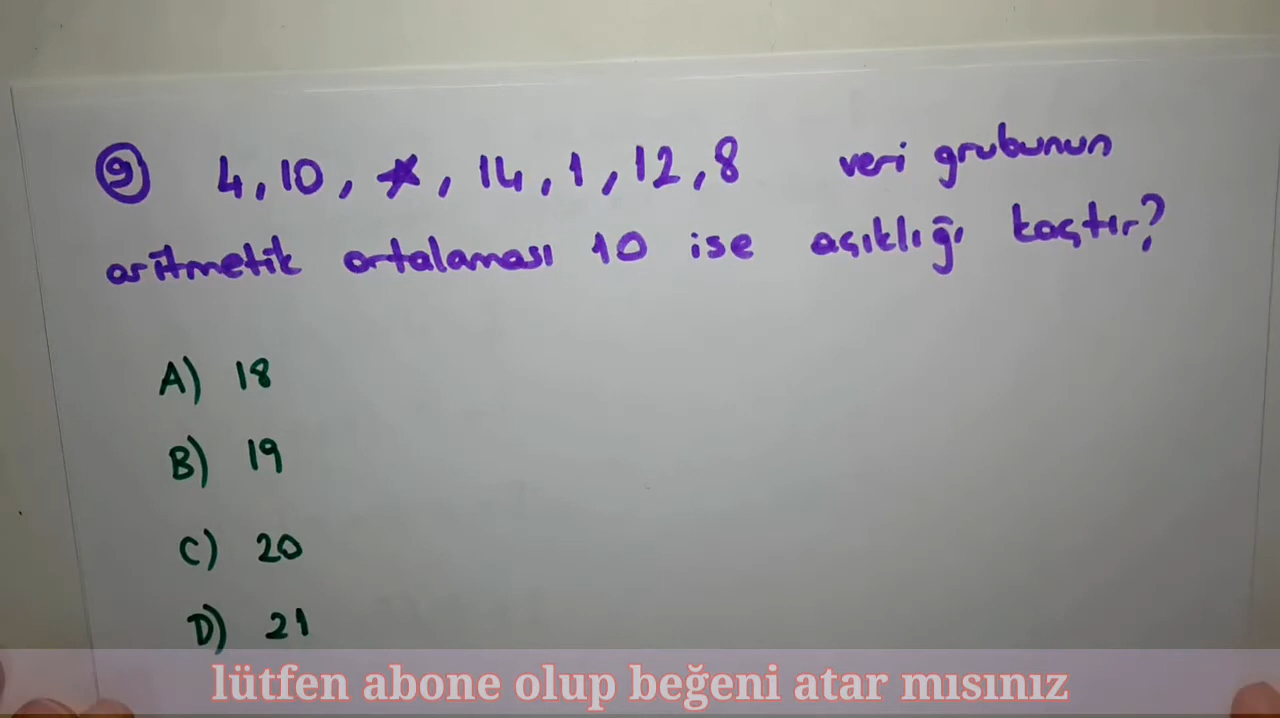 9 4, 10, ★, 14, 1, 12, 8 veri grubunun
aritmetik ortalaması 10 ise açıklığı kaçtır?
A) 18
B) 19
C) 20
D) 21
lütfen abone olup beğeni atar mısınız